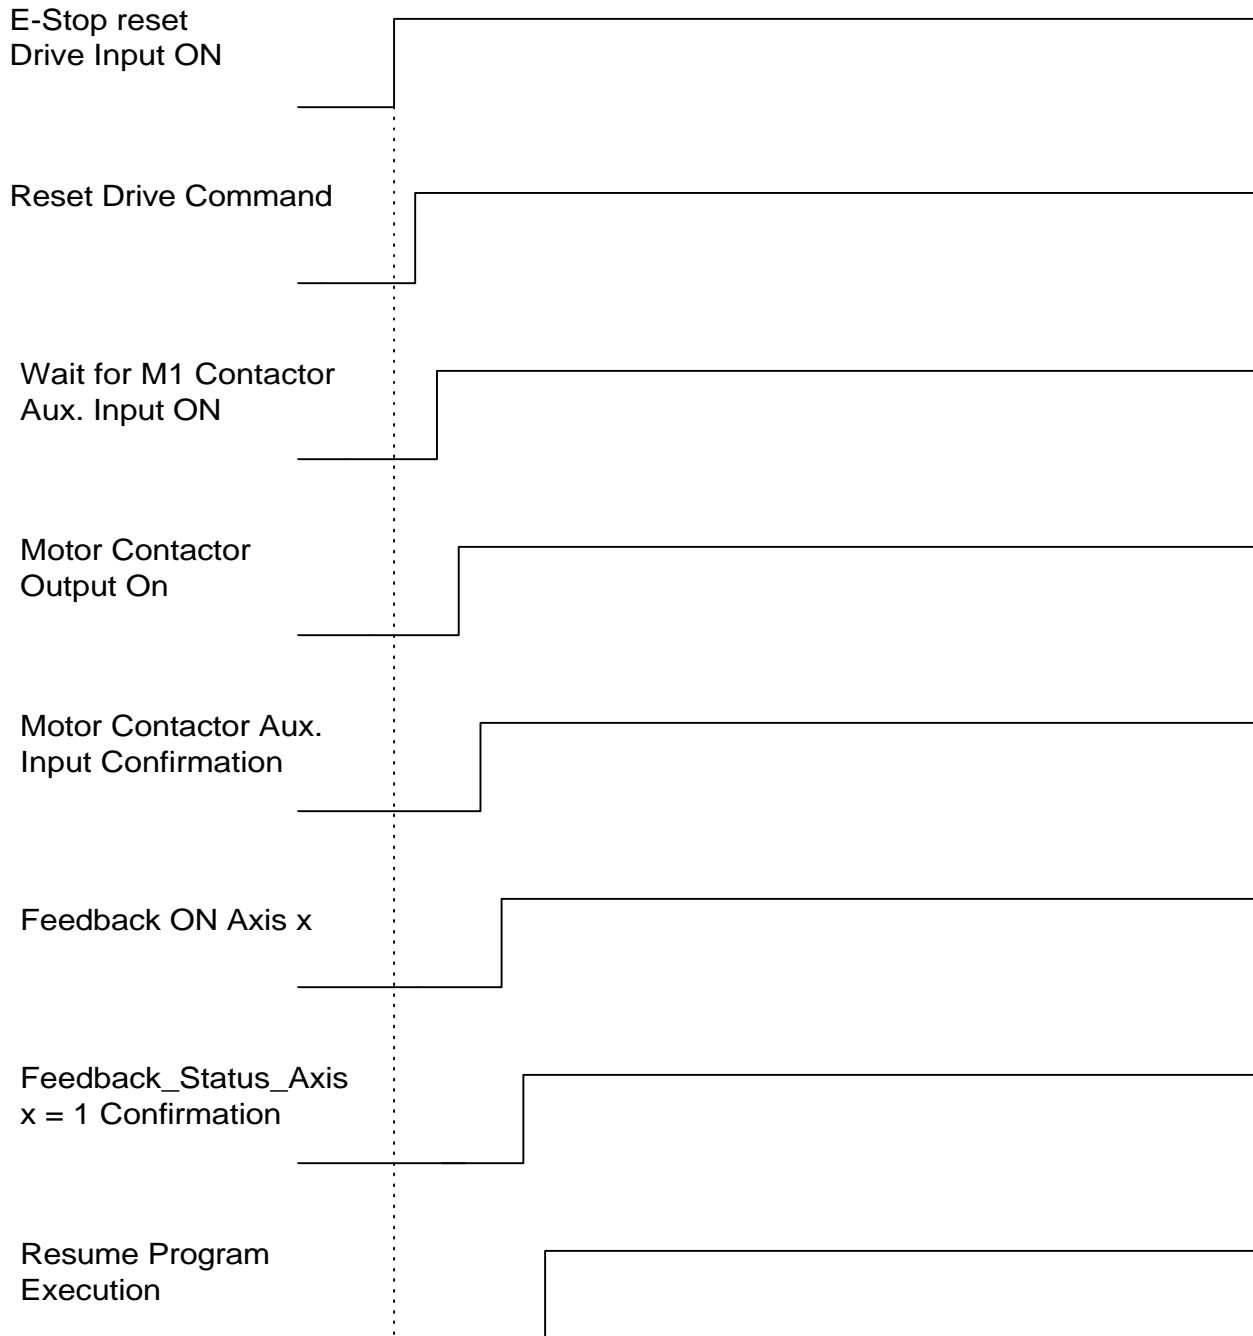 E-Stop reset
Drive Input ON
Reset Drive Command
Wait for M1 Contactor
Aux. Input ON
Motor Contactor
Output On
Motor Contactor Aux.
Input Confirmation
Feedback ON Axis x
Feedback_Status_Axis
x = 1 Confirmation
Resume Program
Execution